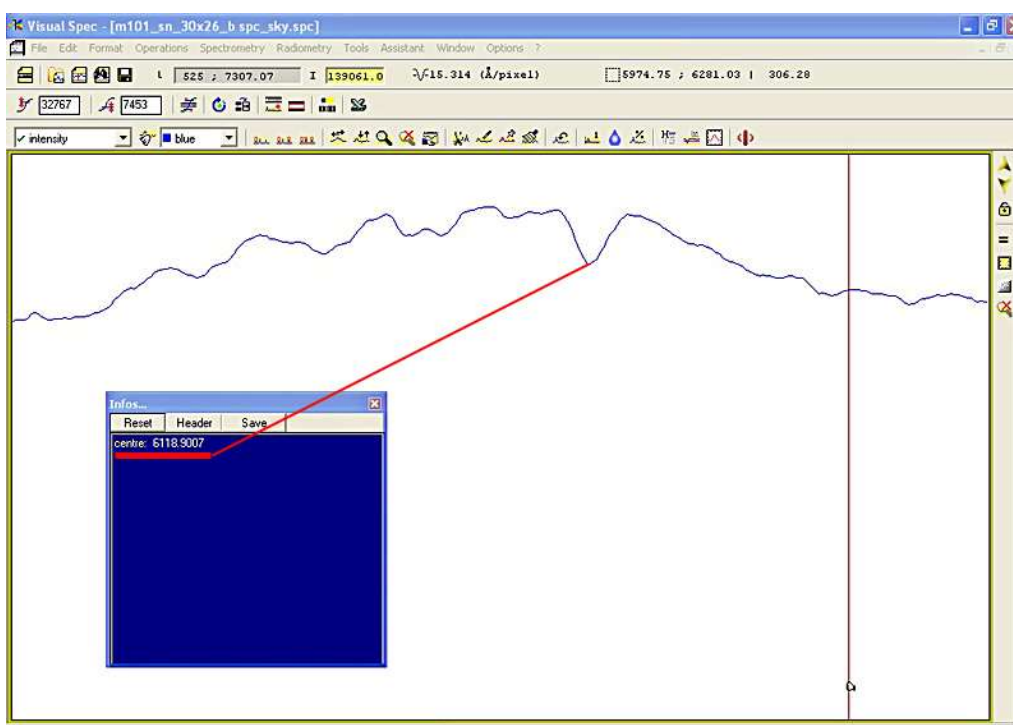 Visual Spec - [m101_sn_30x26_b spc_sky.spc]
File Edit Format Operations Spectrometry Radiometry Tools Assistant Window Options ?
525 ; 7307.07 I 139061.0 15.314 (Å/pixel) 5974.75 ; 6281.03 | 306.28
32767 7453
intensity blue
Infos...
Reset Header Save
centre: 6118.9007